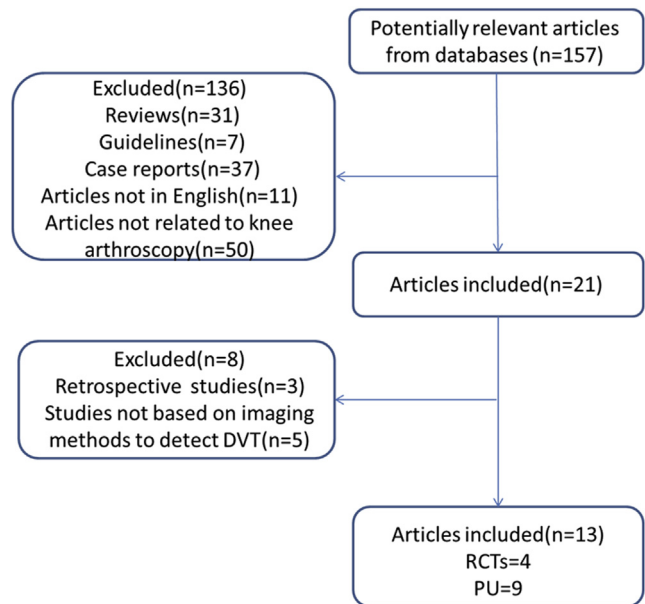 Potentially relevant articles
from databases (n=157)
Excluded(n=136)
Reviews(n=31)
Guidelines(n=7)
Case reports(n=37)
Articles not in English(n=11)
Articles not related to knee
arthroscopy(n=50)
Articles included(n=21)
Excluded(n=8)
Retrospective studies(n=3)
Studies not based on imaging
methods to detect DVT(n=5)
Articles included(n=13)
RCTs=4
PU=9